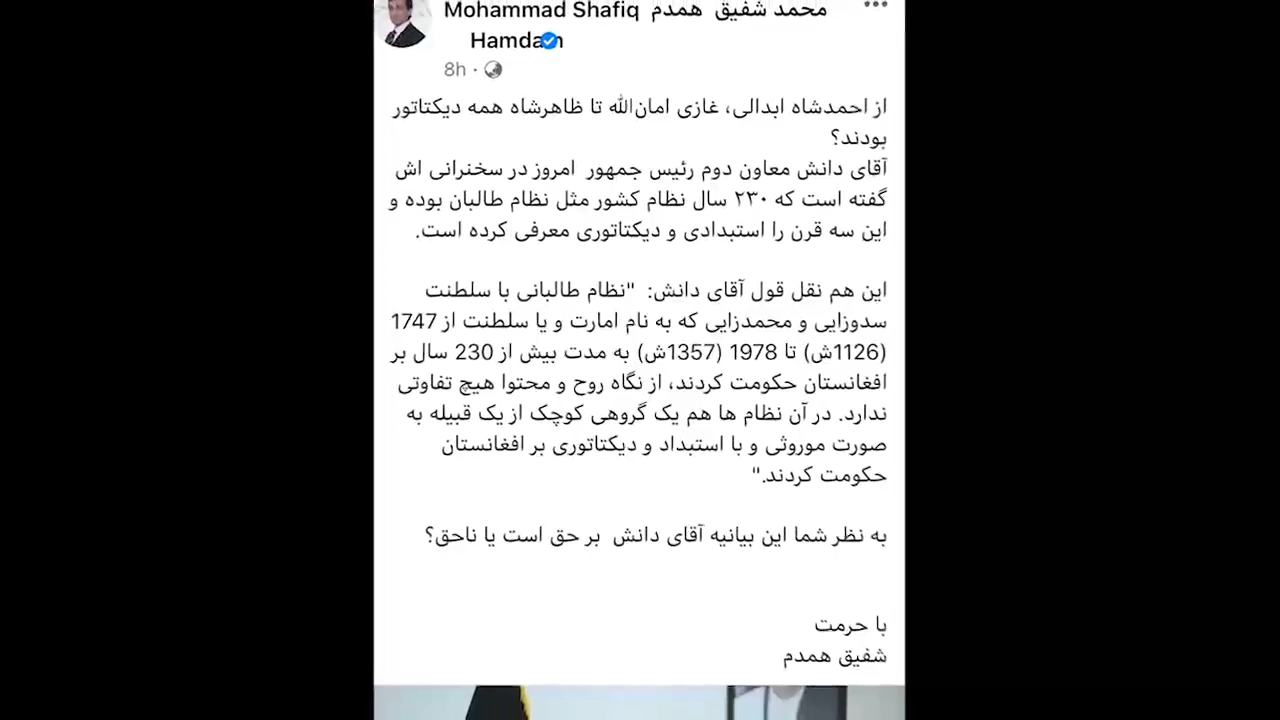 محمد شفیق همدم Mohammad Shafiq
Hamdam
8h ·
از احمدشاه ابدالی، غازی امان‌الله تا ظاهرشاه همه دیکتاتور
بودند؟
آقای دانش معاون دوم رئیس جمهور امروز در سخنرانی اش
گفته است که ۲۳۰ سال نظام کشور مثل نظام طالبان بوده و
این سه قرن را استبدادی و دیکتاتوری معرفی کرده است.
این هم نقل قول آقای دانش: "نظام طالبانی با سلطنت
سدوزایی و محمدزایی که به نام امارت و یا سلطنت از 1747
(1126ش) تا 1978 (1357ش) به مدت بیش از 230 سال بر
افغانستان حکومت کردند، از نگاه روح و محتوا هیچ تفاوتی
ندارد. در آن نظام ها هم یک گروهی کوچک از یک قبیله به
صورت موروثی و با استبداد و دیکتاتوری بر افغانستان
حکومت کردند."
به نظر شما این بیانیه آقای دانش بر حق است یا ناحق؟
با حرمت
شفیق همدم